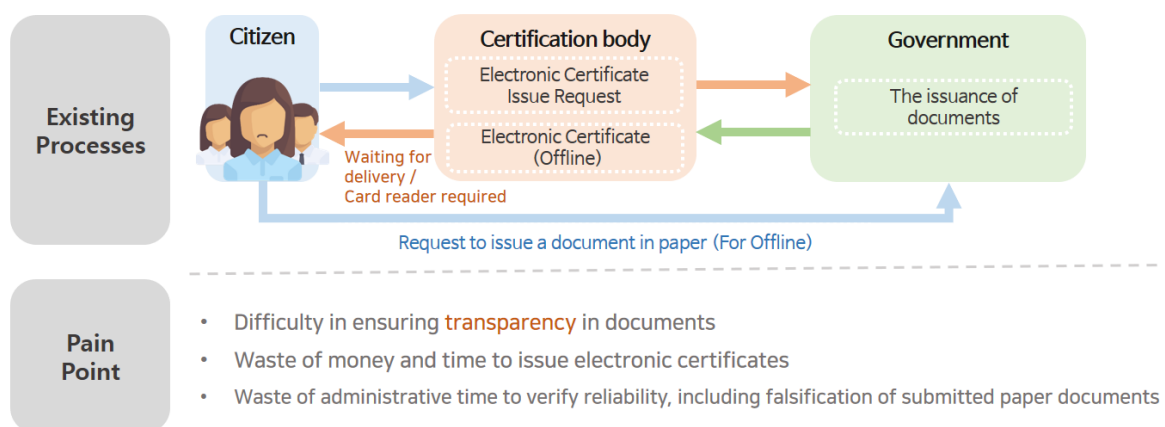 Existing
Processes
Citizen
Certification body
Electronic Certificate
Issue Request
Electronic Certificate
(Offline)
Government
The issuance of
documents
Waiting for
delivery /
Card reader required
Request to issue a document in paper (For Offline)
Pain
Point
• Difficulty in ensuring transparency in documents
• Waste of money and time to issue electronic certificates
• Waste of administrative time to verify reliability, including falsification of submitted paper documents